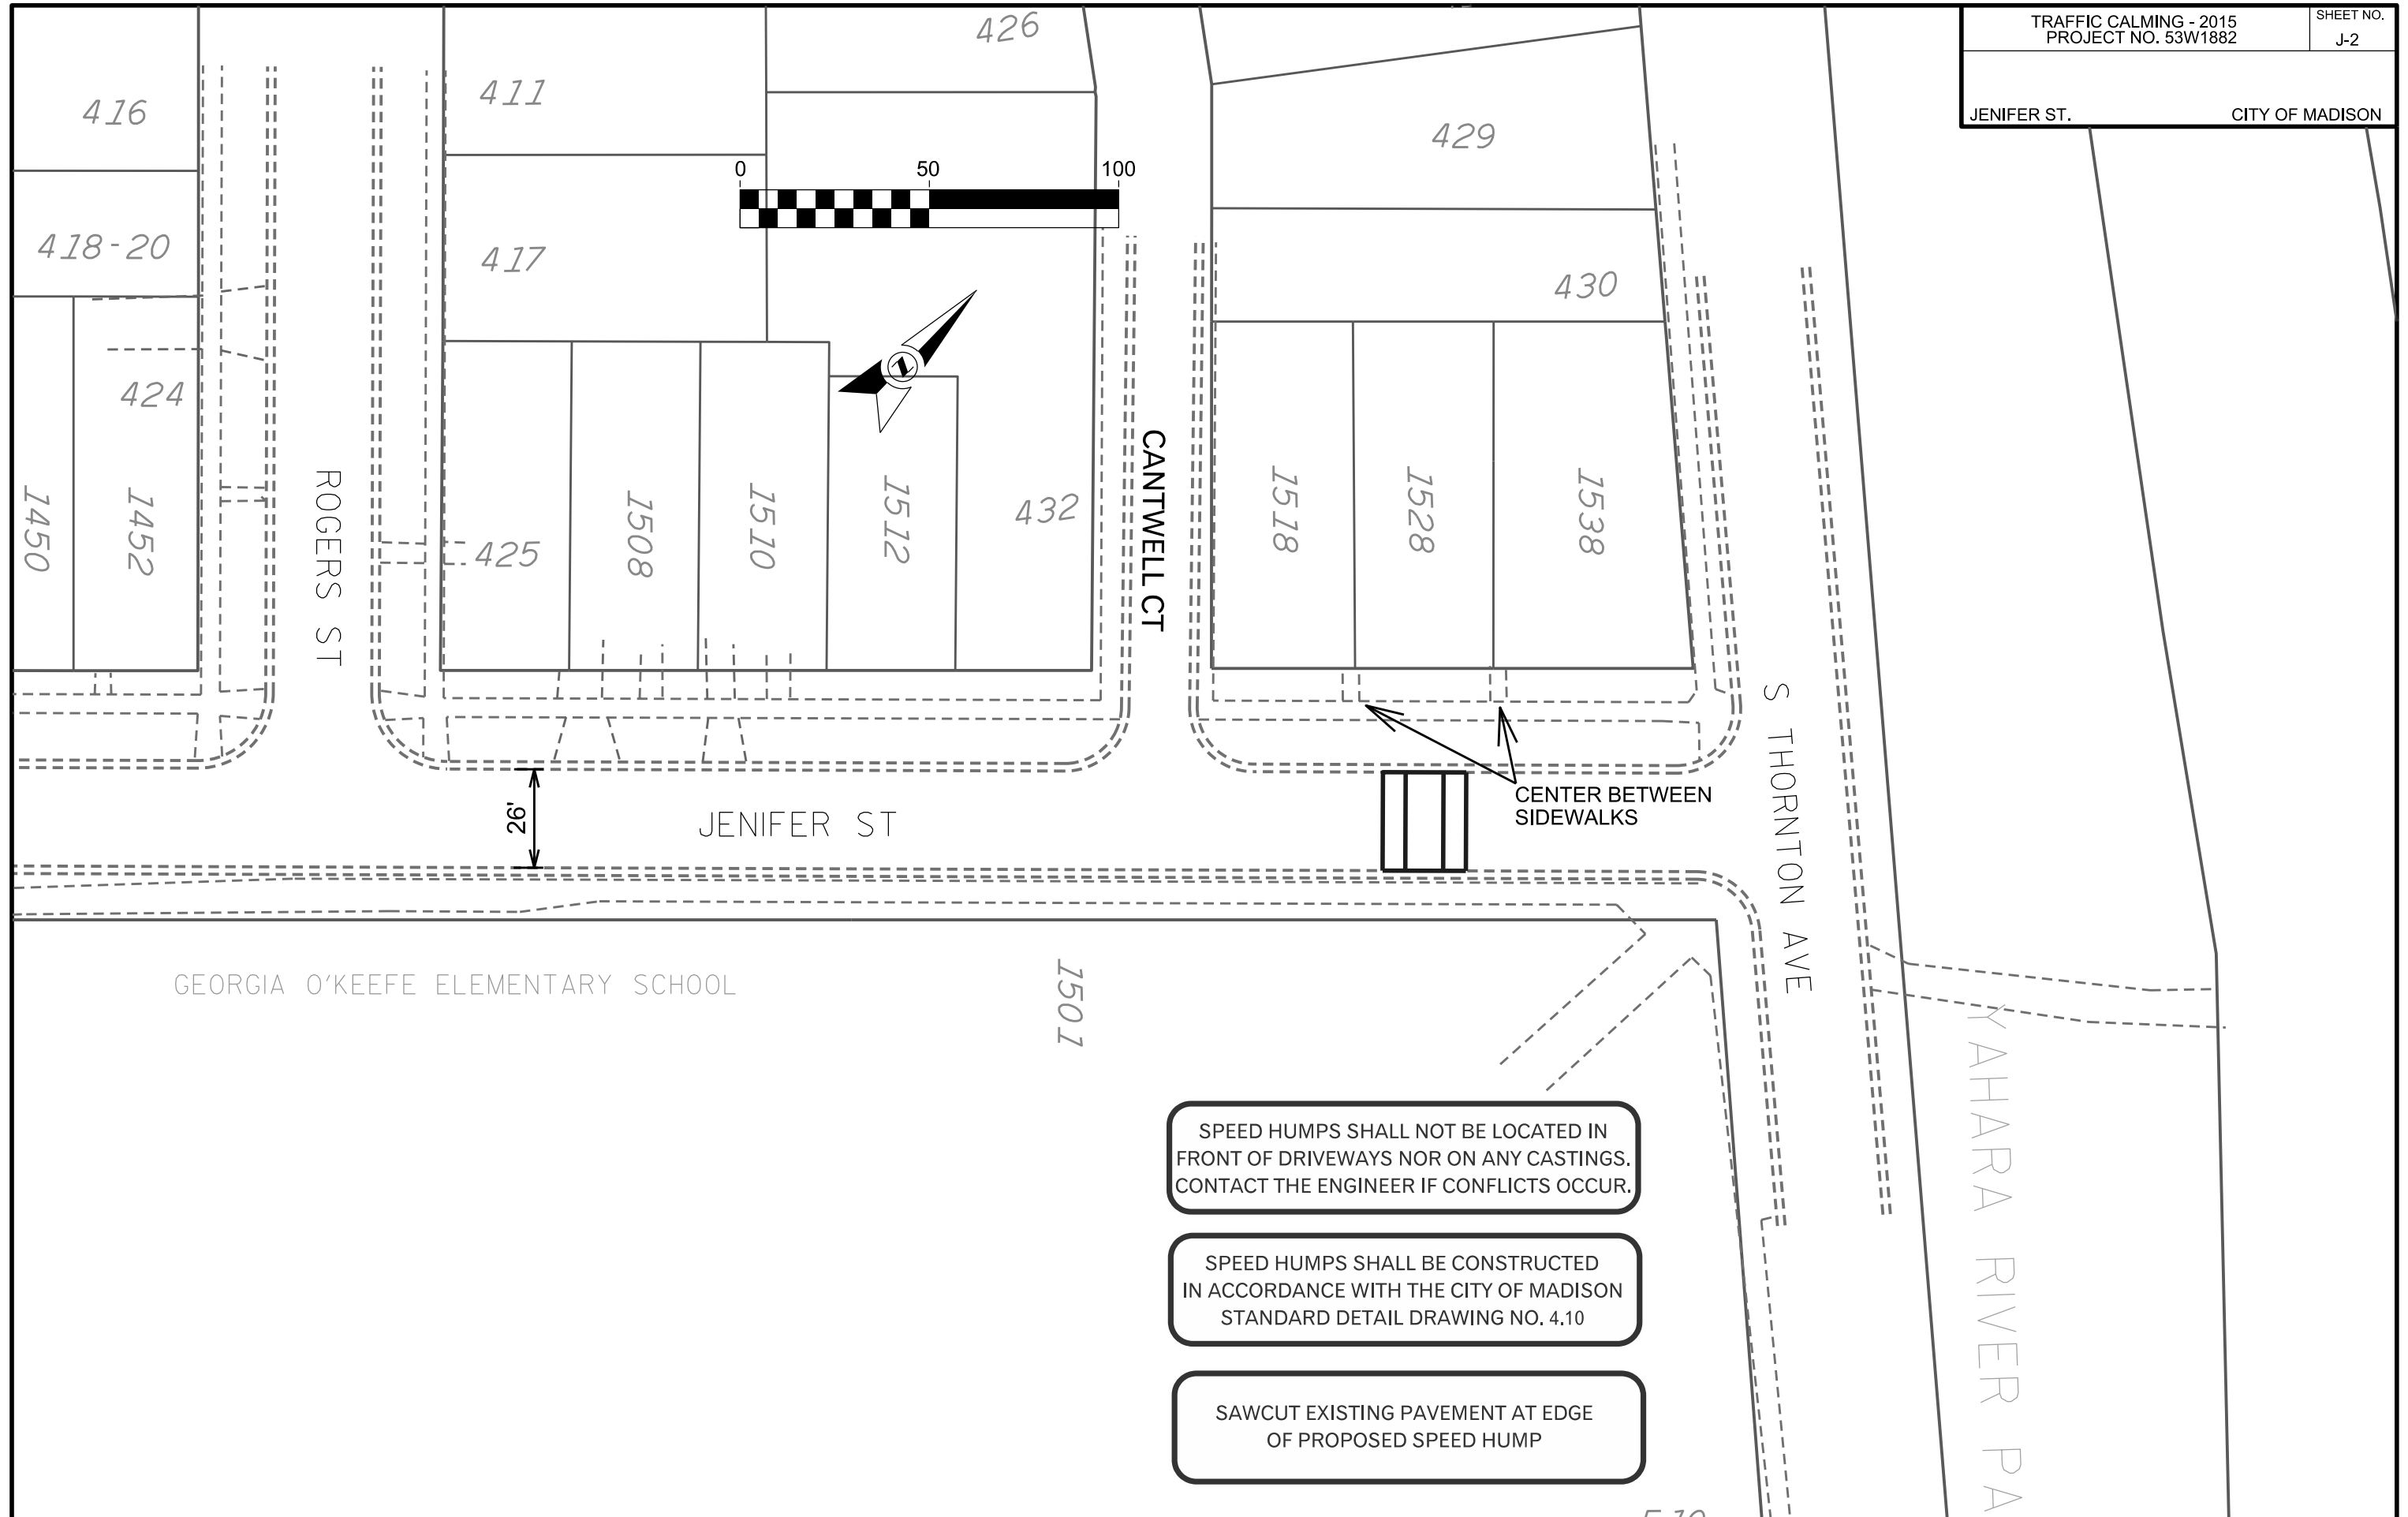 TRAFFIC CALMING - 2015
PROJECT NO. 53W1882
SHEET NO.
J-2
JENIFER ST.
CITY OF MADISON
426
411
416
429
0
50
100
418-20
417
430
424
1450
1452
ROGERS ST
425
1508
1510
1512
432
CANTWELL CT
1518
1528
1538
S THORNTON AVE
26'
JENIFER ST
CENTER BETWEEN
SIDEWALKS
GEORGIA O'KEEFE ELEMENTARY SCHOOL
1501
YAHARA RIVER PA
SPEED HUMPS SHALL NOT BE LOCATED IN
FRONT OF DRIVEWAYS NOR ON ANY CASTINGS.
CONTACT THE ENGINEER IF CONFLICTS OCCUR.
SPEED HUMPS SHALL BE CONSTRUCTED
IN ACCORDANCE WITH THE CITY OF MADISON
STANDARD DETAIL DRAWING NO. 4.10
SAWCUT EXISTING PAVEMENT AT EDGE
OF PROPOSED SPEED HUMP